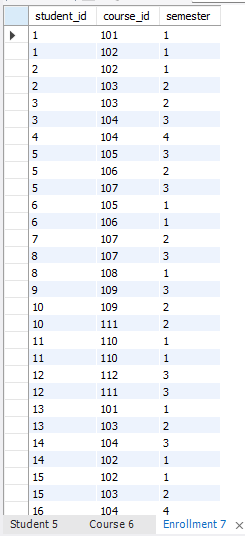 student_id course_id semester
1 101 1
1 102 1
2 102 1
2 103 2
3 103 2
3 104 3
4 104 4
5 105 3
5 106 2
5 107 3
6 105 1
6 106 1
7 107 2
8 107 3
8 108 1
9 109 3
10 109 2
10 111 2
11 110 1
11 110 1
12 112 3
12 111 3
13 101 1
13 103 2
14 104 3
14 102 1
15 102 1
15 103 2
16 104 4
Student 5 Course 6 Enrollment 7